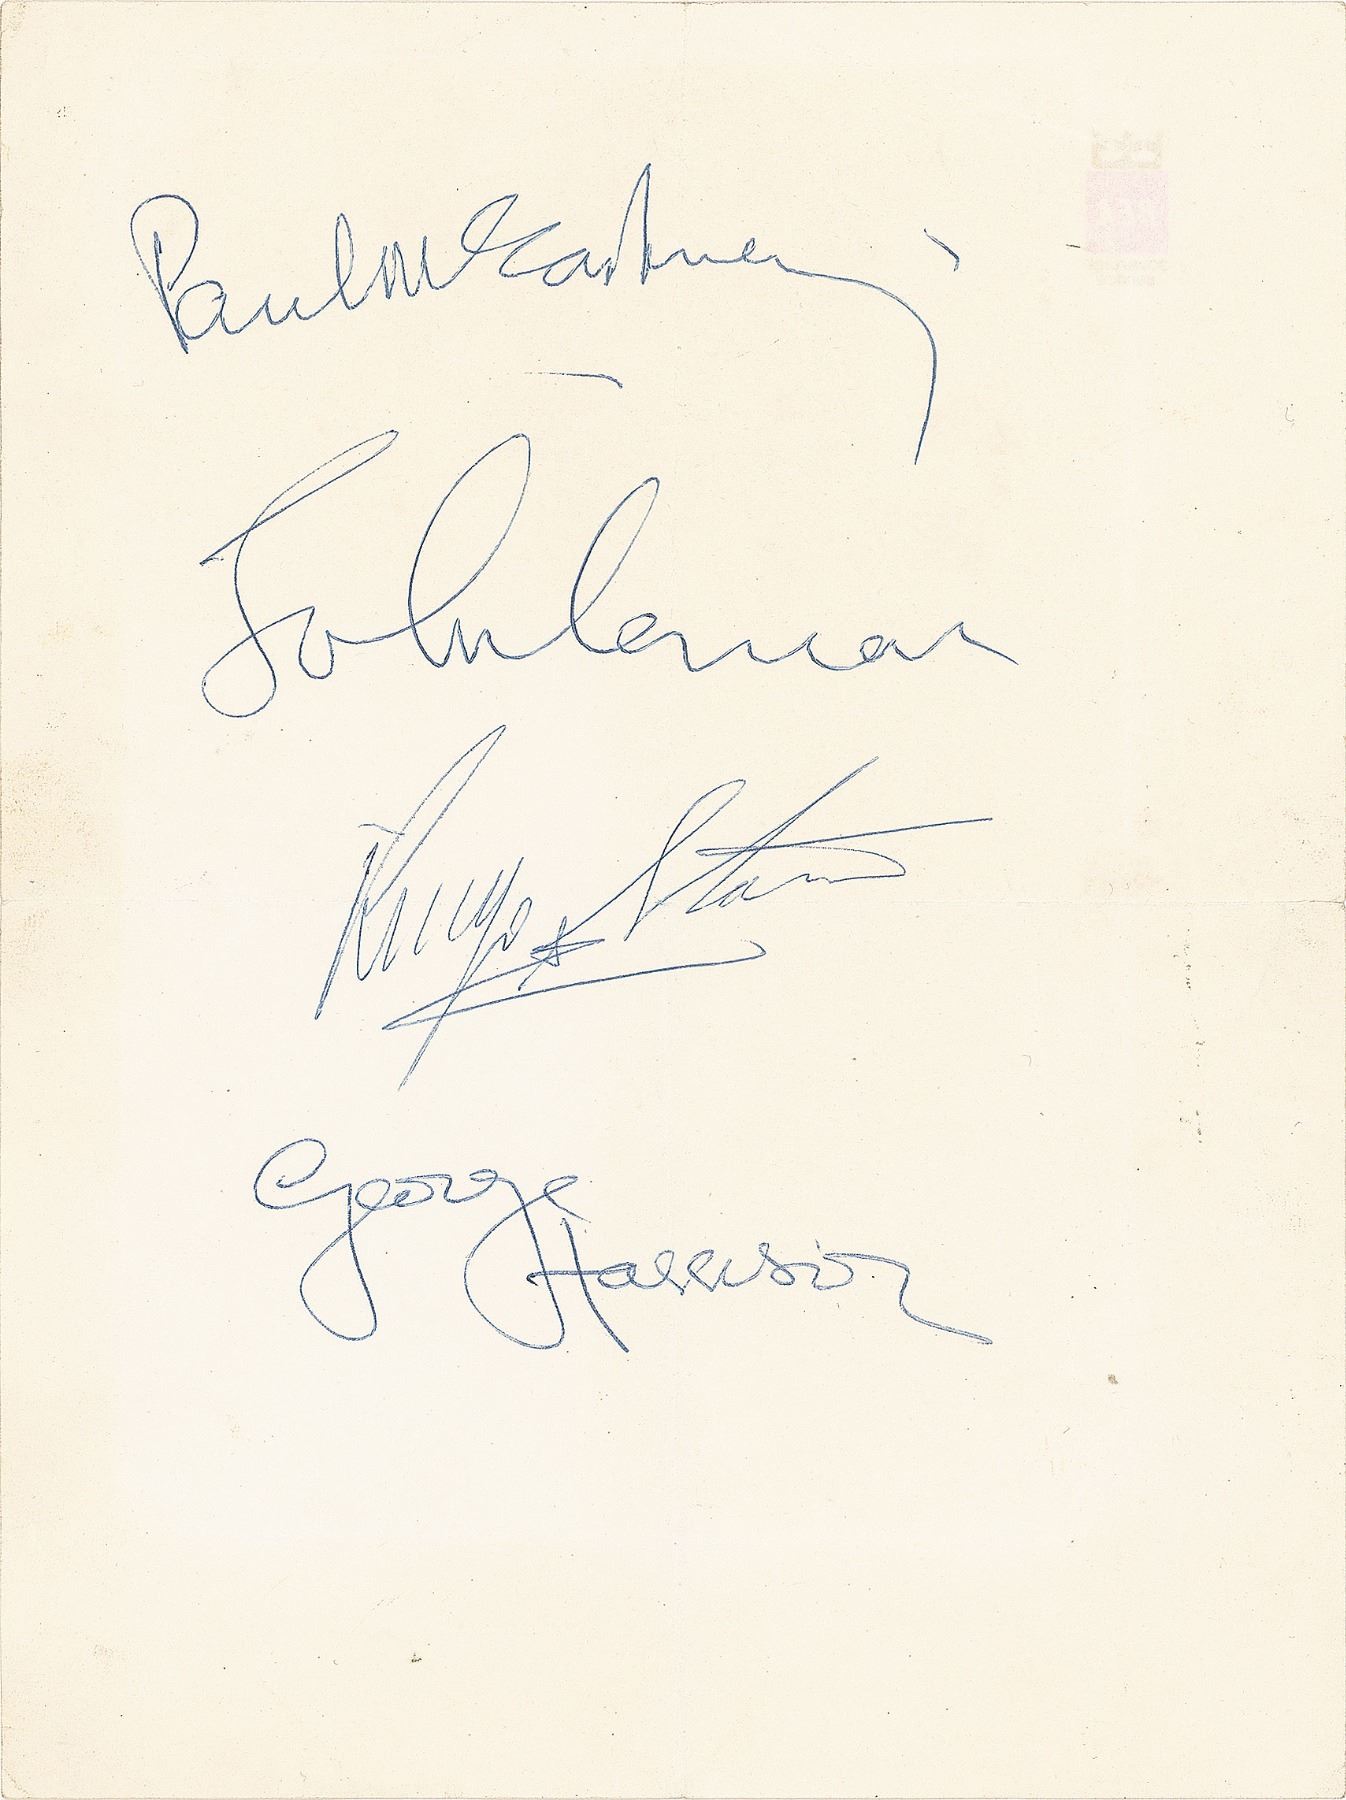 Paul McCartney
John Lennon
Ringo Starr
George
Harrison